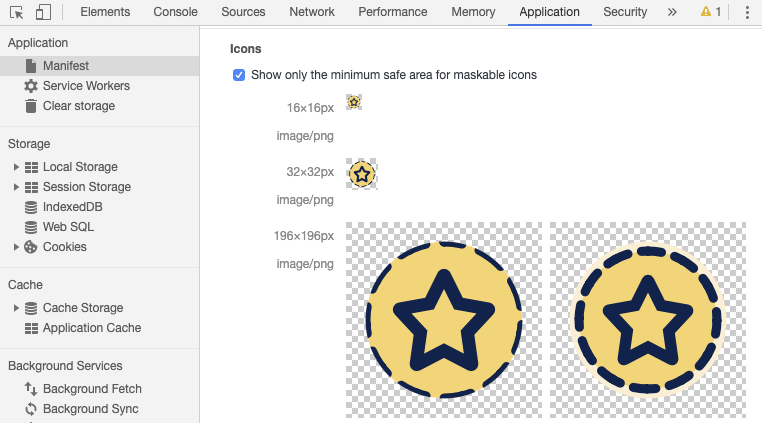 Elements Console Sources Network Performance Memory Application Security » 1
Application
Manifest
Service Workers
Clear storage
Storage
Local Storage
Session Storage
IndexedDB
Web SQL
Cookies
Cache
Cache Storage
Application Cache
Background Services
Background Fetch
Background Sync
Icons
Show only the minimum safe area for maskable icons
16×16px
image/png
32×32px
image/png
196×196px
image/png